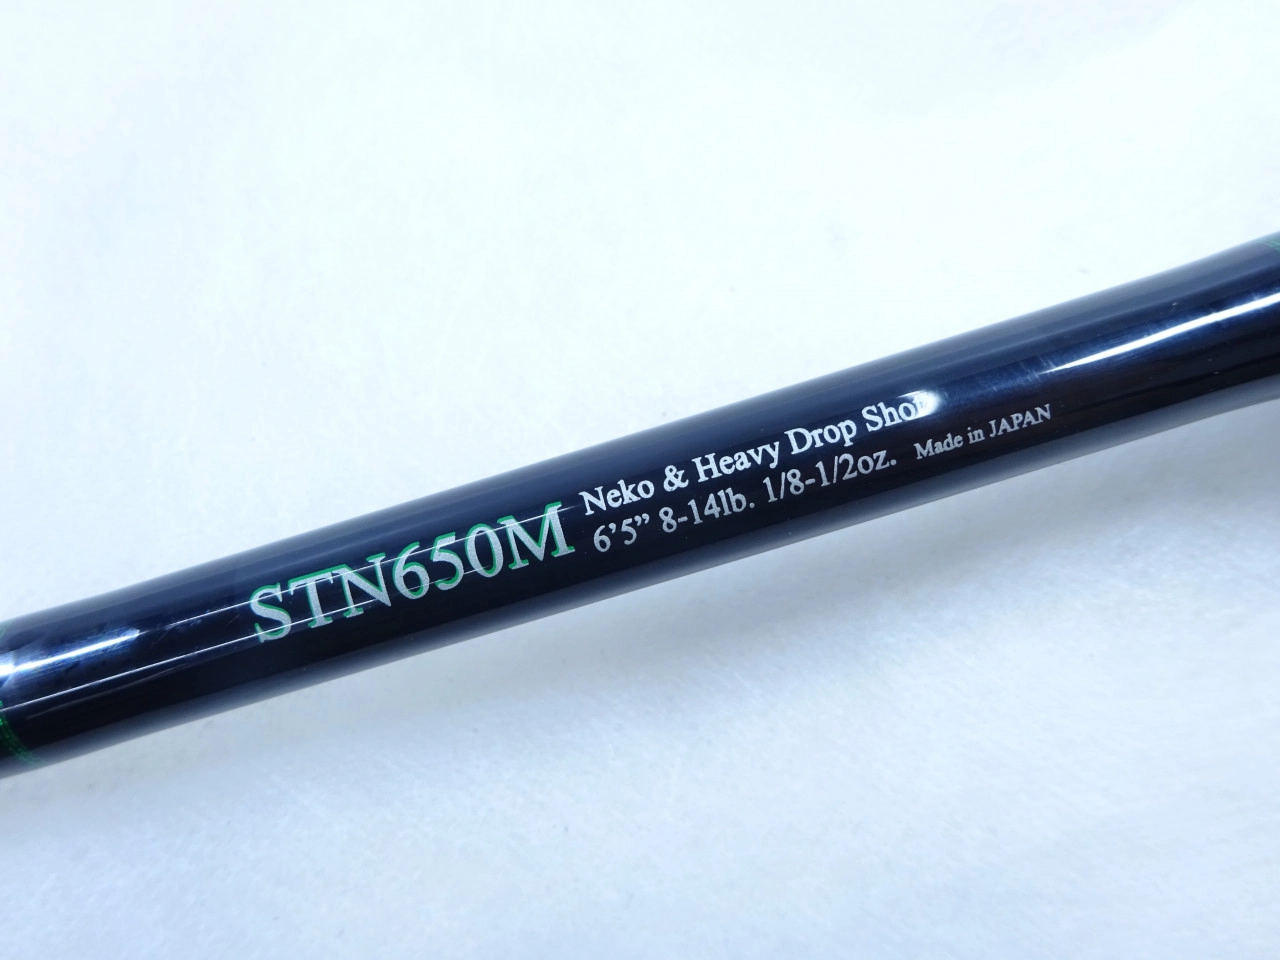 STN650M
Neko & Heavy Drop Shot
6'5" 8-14lb. 1/8-1/2oz. Made in JAPAN